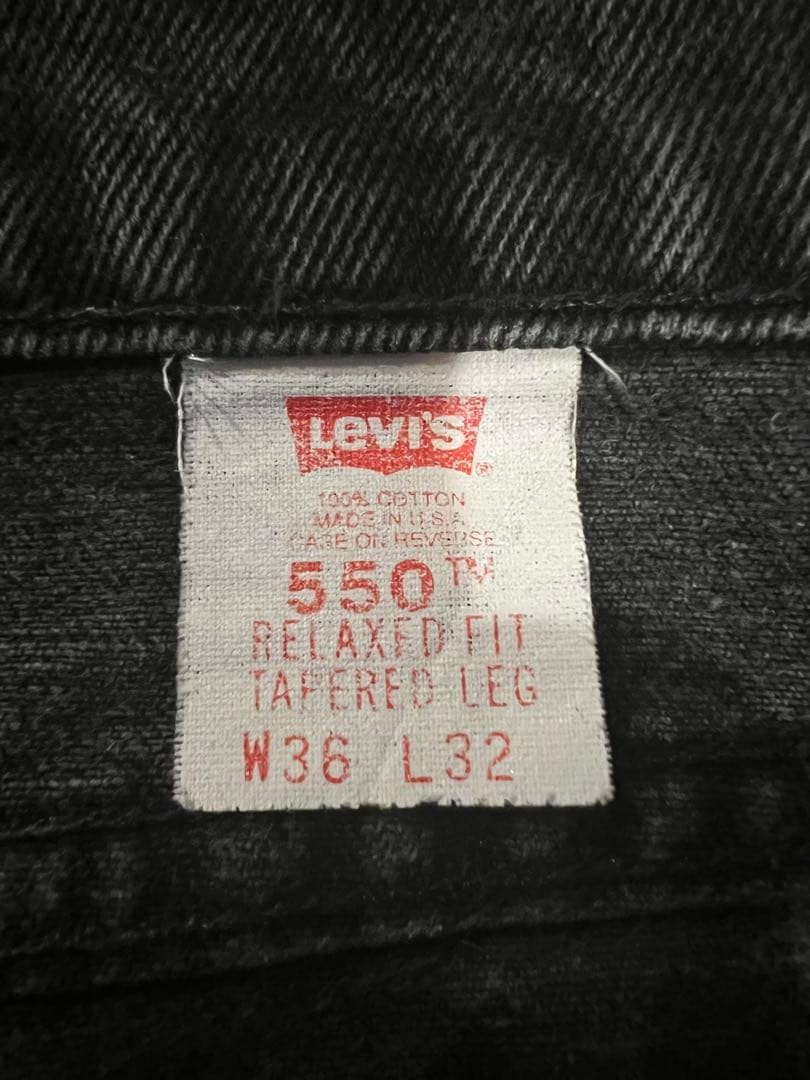 Levi's ®
100% COTTON
MADE IN U.S.A.
CARE ON REVERSE
550™
RELAXED FIT
TAPERED LEG
W36 L32